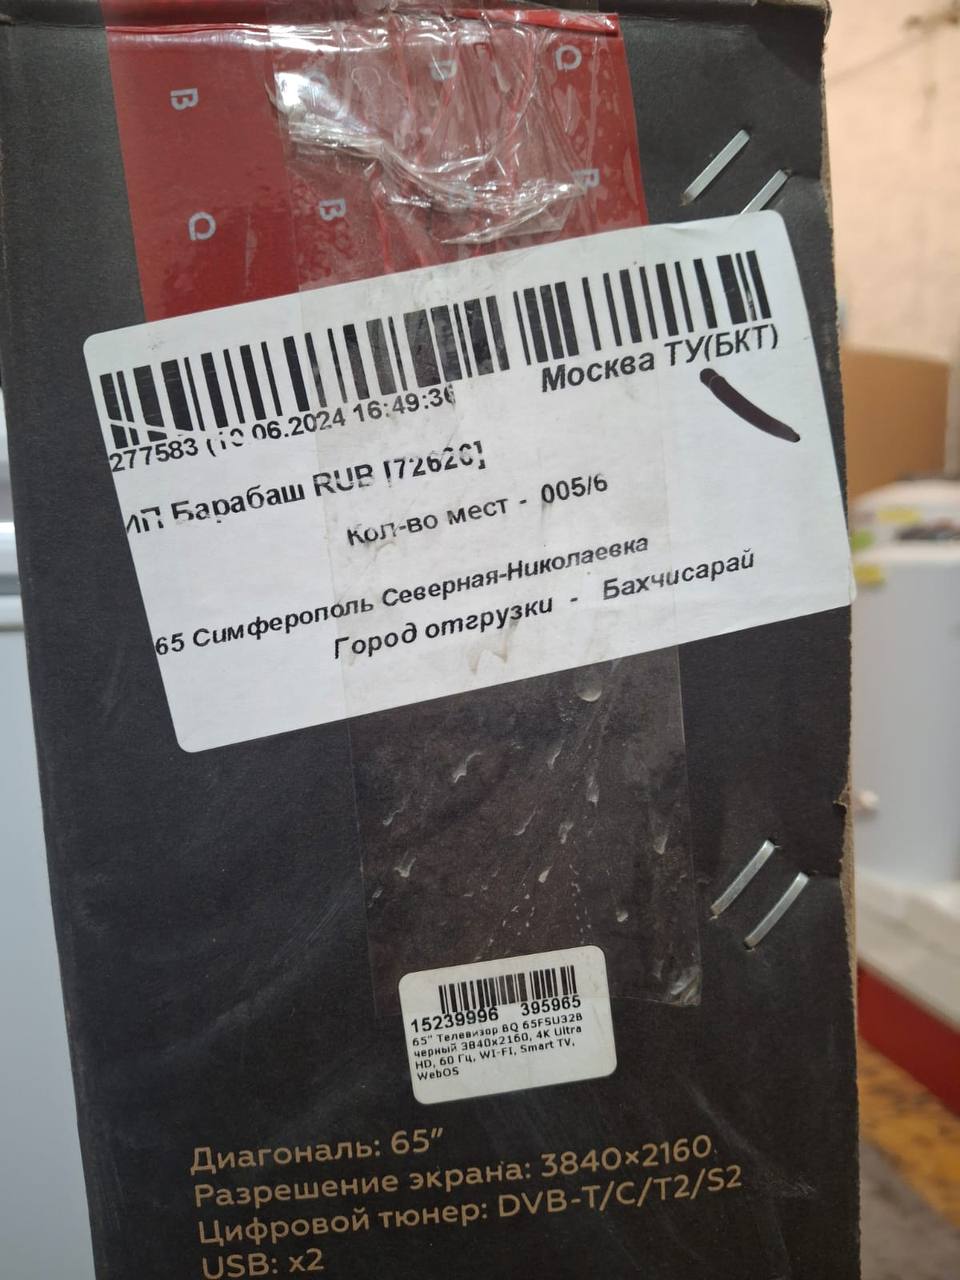 B
Q
B
Q
B
B
Москва ТУ(БКТ)
277583 (10.06.2024 16:49:36
ИП Барабаш RUB [72626]
Кол-во мест - 005/6
65 Симферополь Северная-Николаевка
Город отгрузки - Бахчисарай
15239996 395965
65" Телевизор BQ 65FSU32B
черный 3840x2160, 4K Ultra
HD, 60 Гц, WI-FI, Smart TV,
WebOS
Диагональ: 65”
Разрешение экрана: 3840×2160
Цифровой тюнер: DVB-T/C/T2/S2
USB: x2